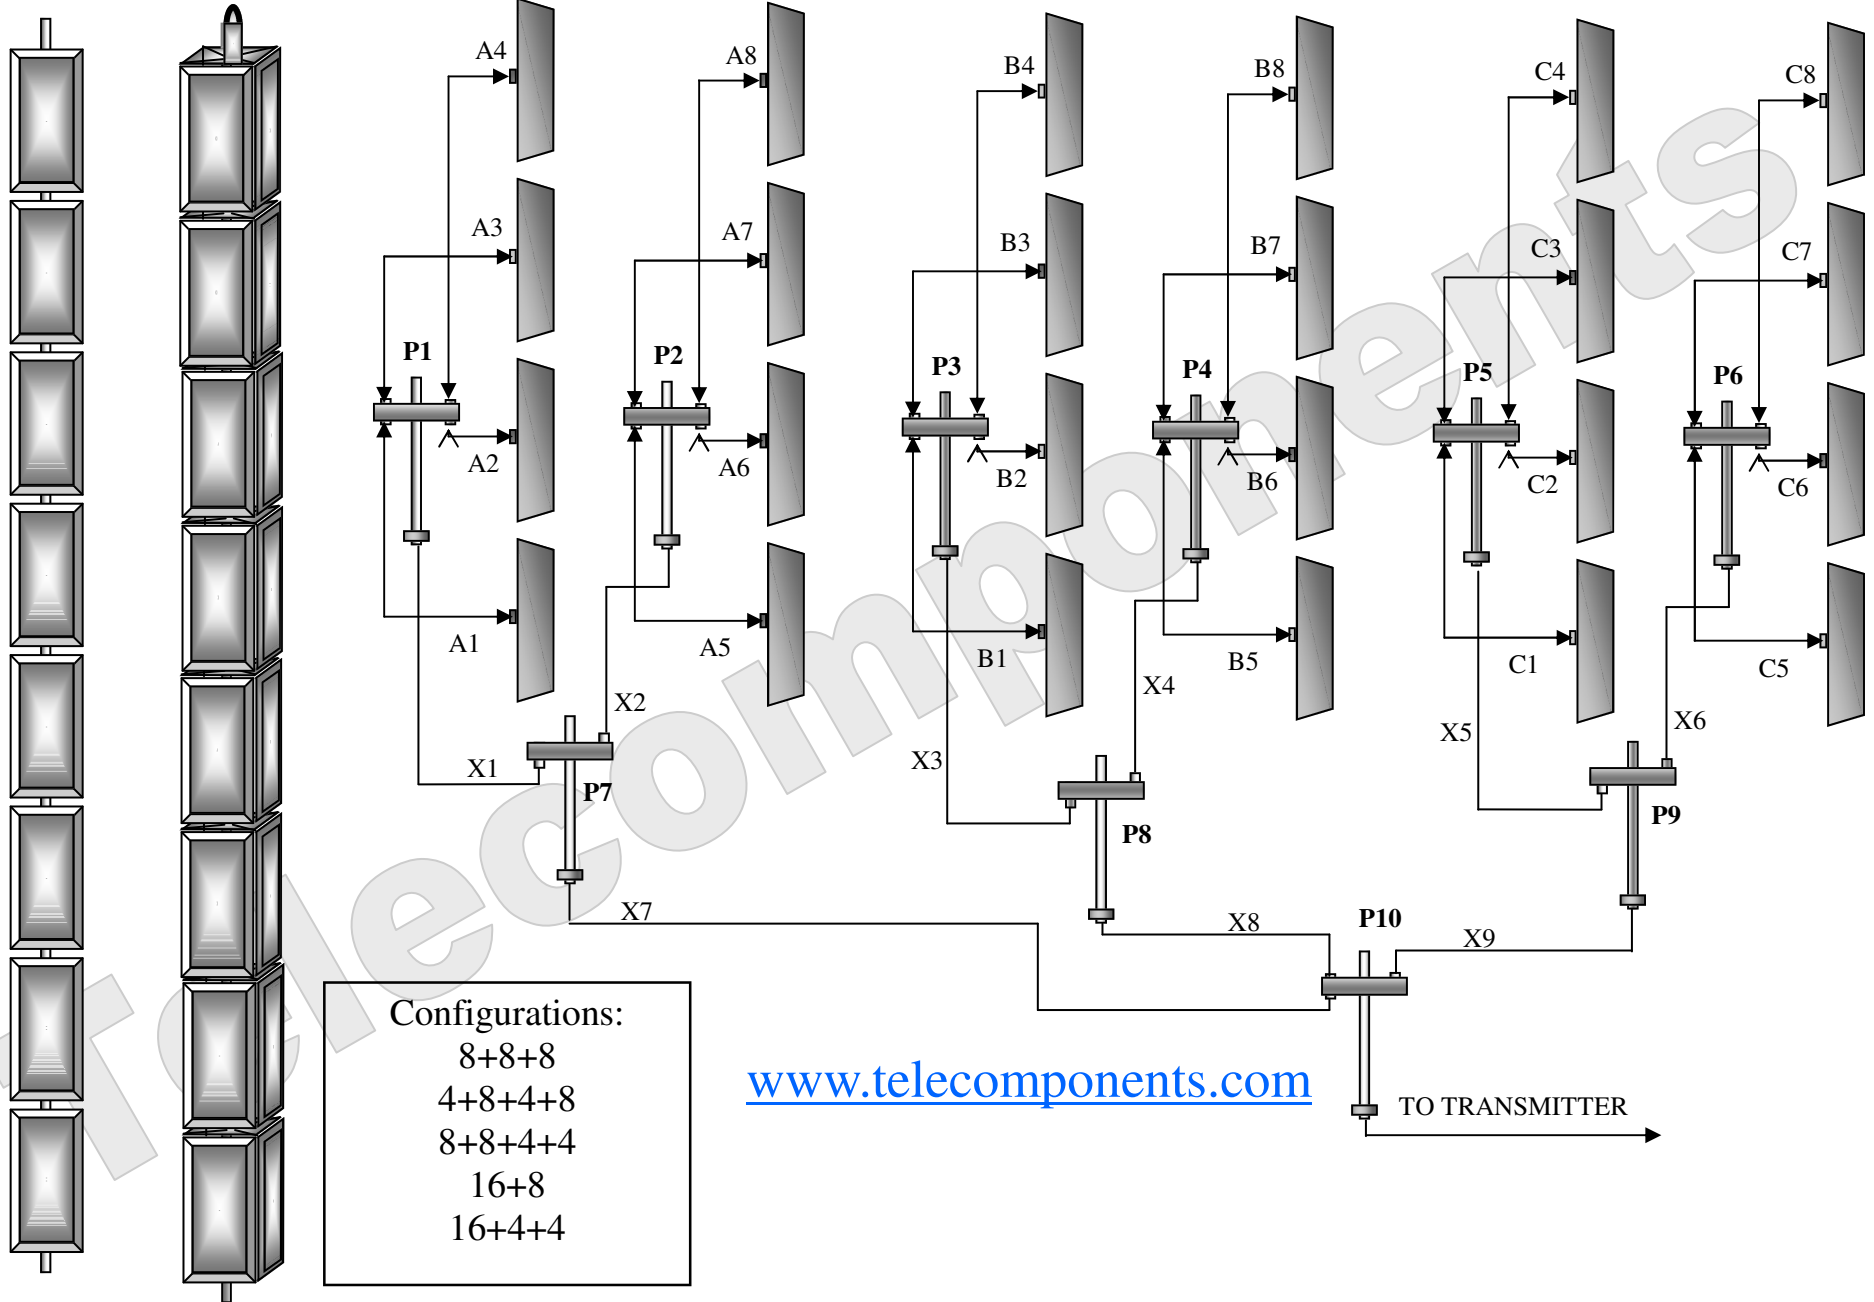 A4
A8
B4
B8
C4
C8
A3
A7
B3
B7
C3
C7
P1
P2
P3
P4
P5
P6
A2
A6
B2
B6
C2
C6
A1
A5
B1
B5
C1
C5
X1
X2
X3
X4
X5
X6
P7
P8
P9
X7
X8
P10
X9
Configurations:
8+8+8
4+8+4+8
8+8+4+4
16+8
16+4+4
www.telecomponents.com
TO TRANSMITTER
Telecomponents